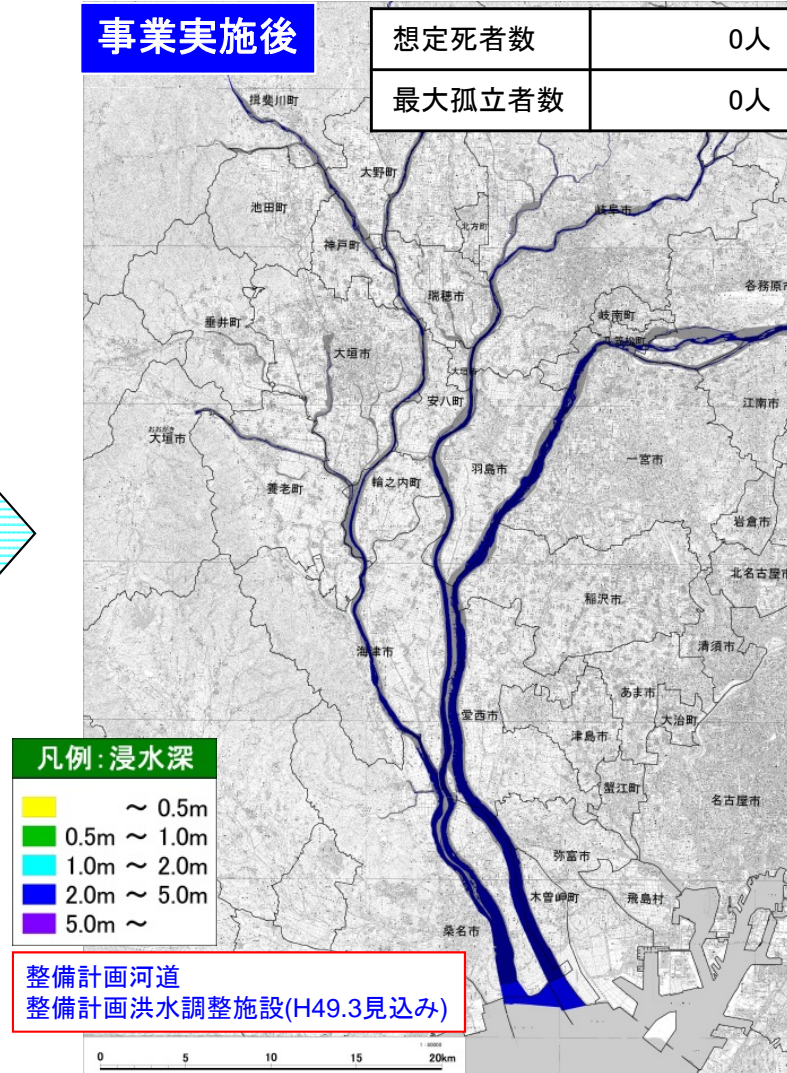 事業実施後
想定死者数 0人
最大孤立者数 0人
揖斐川町
大野町
池田町
岐阜市
北方町
神戸町
瑞穂市
各務原市
岐南町
垂井町
大垣市
笠松町
大垣市
安八町
江南市
おおがき
大垣市
羽島市
一宮市
養老町
輪之内町
岩倉市
北名古屋市
稲沢市
清須市
海津市
あま市
愛西市
大治町
津島市
凡例:浸水深
蟹江町
名古屋市
~ 0.5m
0.5m ~ 1.0m
1.0m ~ 2.0m
2.0m ~ 5.0m
5.0m ~
弥富市
木曽岬町
飛島村
桑名市
整備計画河道
整備計画洪水調整施設(H49.3見込み)
0 5 10 15 20km